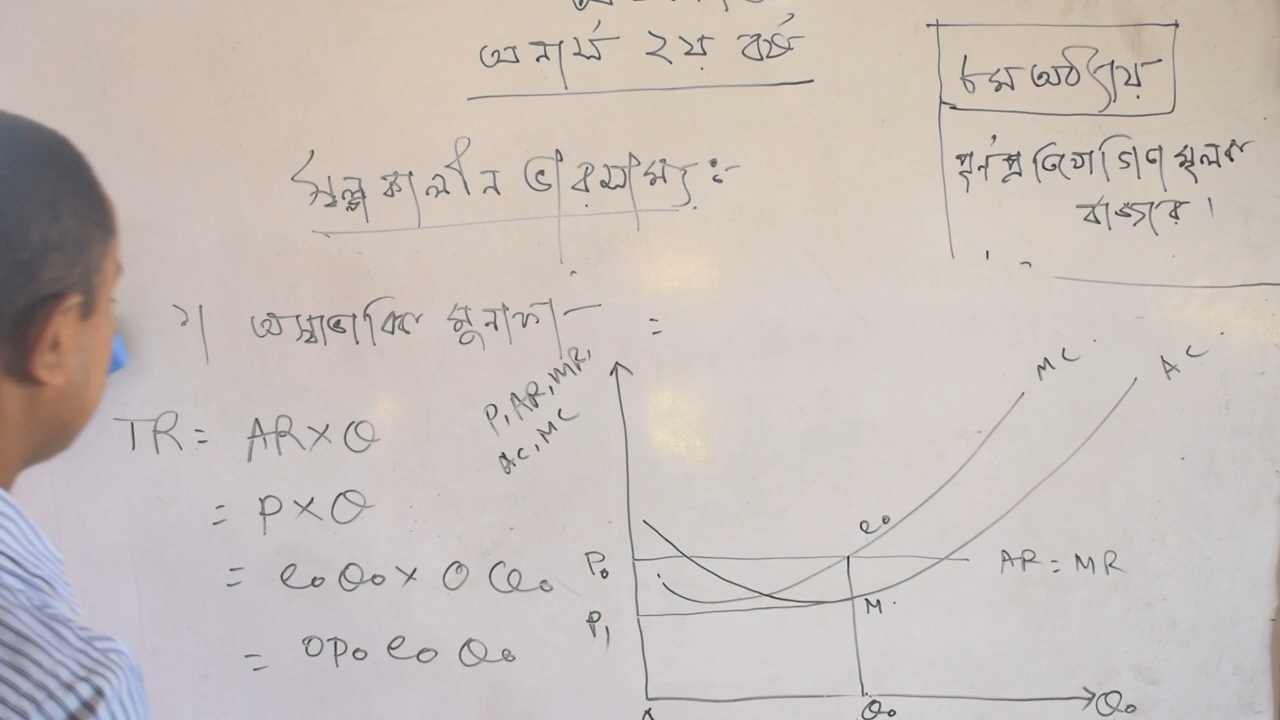 অনার্স ২য় বর্ষ
৮ম অধ্যায়
পূর্ণপ্রতিযোগিতামূলক
বাজার।
স্বল্পকালীন ভারসাম্য :-
১। অস্বাভাবিক মুনাফা =
P, AR, MR,
AC, MC
MC
AC
TR = AR × Q
= P × Q
= e₀Q₀ × OQ₀
= OP₀e₀Q₀
e₀
P₀
AR = MR
M.
P₁
Q₀
Q₀